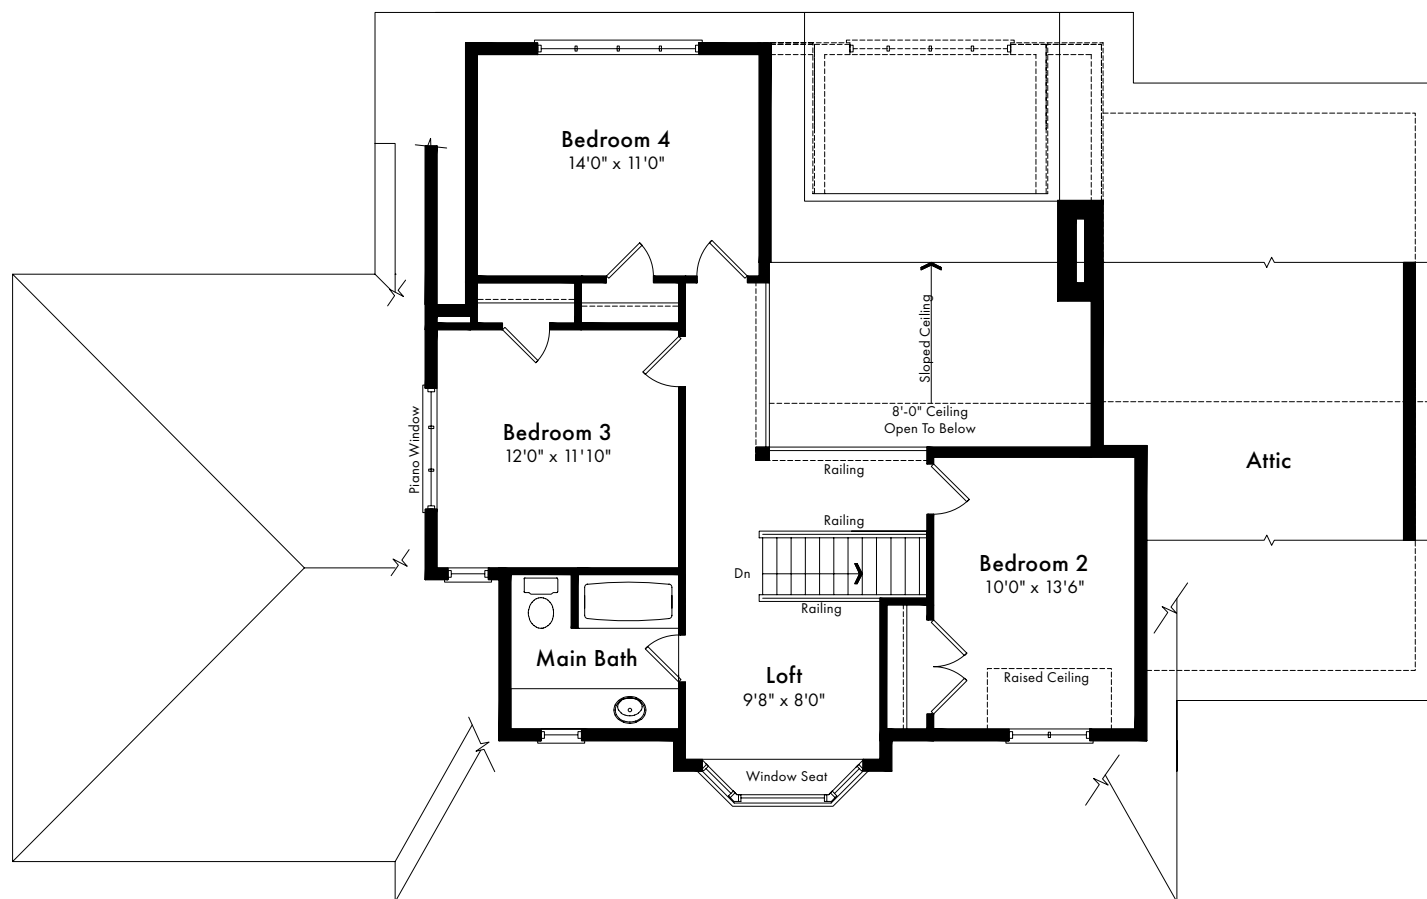 Bedroom 4
14'0" x 11'0"
Sloped Ceiling
8'-0" Ceiling
Open To Below
Piano Window
Bedroom 3
12'0" x 11'10"
Railing
Attic
Railing
Dn
Bedroom 2
10'0" x 13'6"
Railing
Main Bath
Loft
9'8" x 8'0"
Raised Ceiling
Window Seat